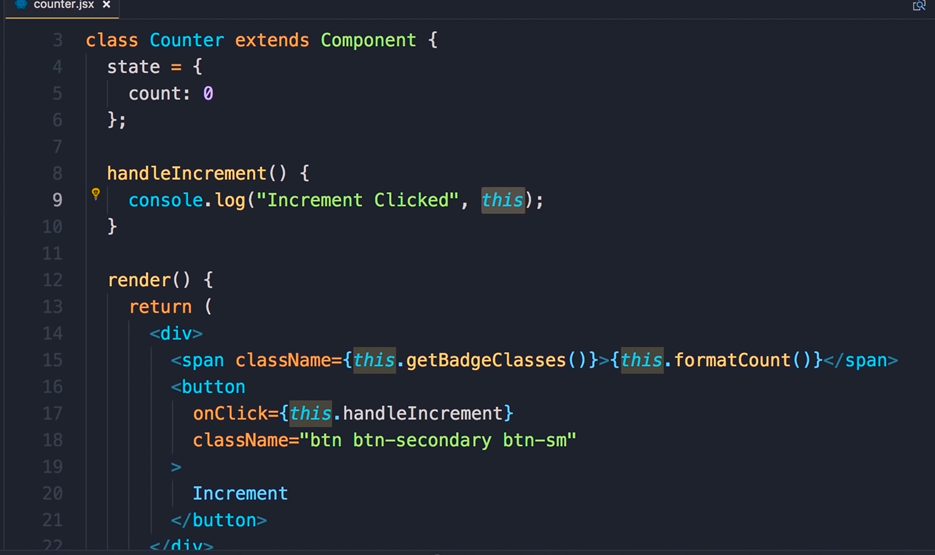 counter.jsx ×
3 class Counter extends Component {
4 state = {
5 count: 0
6 };
7
8 handleIncrement() {
9 console.log("Increment Clicked", this);
10 }
11
12 render() {
13 return (
14 <div>
15 <span className={this.getBadgeClasses()}>{this.formatCount()}</span>
16 <button
17 onClick={this.handleIncrement}
18 className="btn btn-secondary btn-sm"
19 >
20 Increment
21 </button>
22 </div>